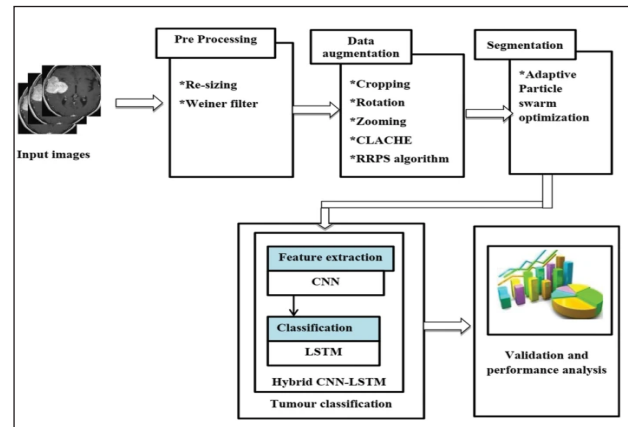 Input images
Pre Processing
*Re-sizing
*Weiner filter
Data
augmentation
*Cropping
*Rotation
*Zooming
*CLACHE
*RRPS algorithm
Segmentation
*Adaptive
Particle
swarm
optimization
Feature extraction
CNN
Classification
LSTM
Hybrid CNN-LSTM
Tumour classification
Validation and
performance analysis